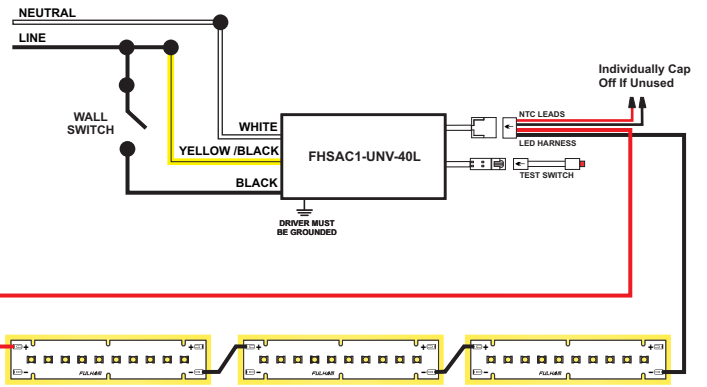 NEUTRAL
LINE
Individually Cap
Off If Unused
WALL
SWITCH
WHITE
YELLOW /BLACK
BLACK
FHSAC1-UNV-40L
NTC LEADS
LED HARNESS
TEST SWITCH
DRIVER MUST
BE GROUNDED
+ +
- -
FULHAM
+ +
- -
FULHAM
+ +
- -
FULHAM